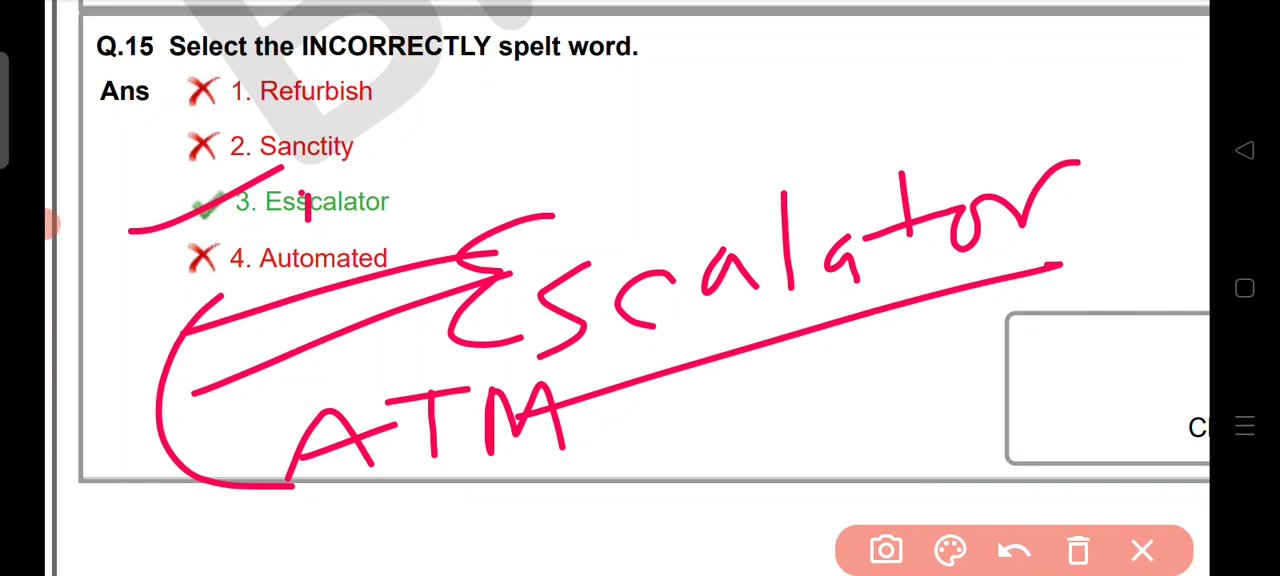 Q.15 Select the INCORRECTLY spelt word.
Ans 1. Refurbish
2. Sanctity
3. Esscalator
4. Automated
Escalator
ATM